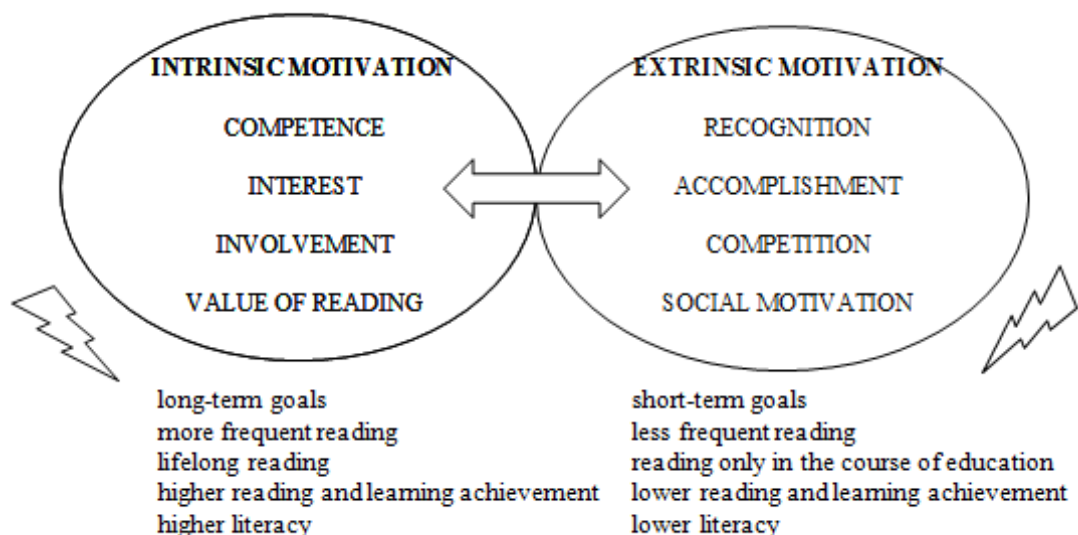 INTRINSIC MOTIVATION
COMPETENCE
INTEREST
INVOLVEMENT
VALUE OF READING
EXTRINSIC MOTIVATION
RECOGNITION
ACCOMPLISHMENT
COMPETITION
SOCIAL MOTIVATION
long-term goals
more frequent reading
lifelong reading
higher reading and learning achievement
higher literacy
short-term goals
less frequent reading
reading only in the course of education
lower reading and learning achievement
lower literacy